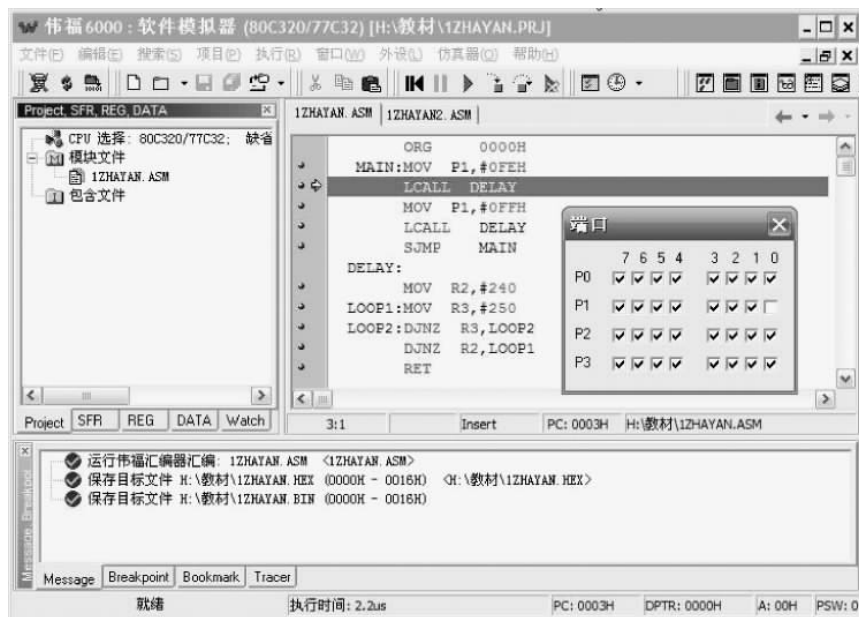 伟福6000：软件模拟器 (80C320/77C32) [H:\教材\1ZHAYAN.PRJ]
文件(F) 编辑(E) 搜索(S) 项目(P) 执行(R) 窗口(W) 外设(L) 仿真器(O) 帮助(H)
Project, SFR, REG, DATA
CPU 选择: 80C320/77C32; 缺省
模块文件
1ZHAYAN.ASM
包含文件
Project SFR REG DATA Watch
1ZHAYAN.ASM 1ZHAYAN2.ASM
ORG 0000H
MAIN:MOV P1,#0FEH
LCALL DELAY
MOV P1,#0FFH
LCALL DELAY
SJMP MAIN
DELAY:
MOV R2,#240
LOOP1:MOV R3,#250
LOOP2:DJNZ R3,LOOP2
DJNZ R2,LOOP1
RET
端口
7 6 5 4 3 2 1 0
P0
P1
P2
P3
3:1 Insert PC: 0003H H:\教材\1ZHAYAN.ASM
Message Breakpoint
运行伟福汇编器汇编: 1ZHAYAN.ASM <1ZHAYAN.ASM>
保存目标文件 H:\教材\1ZHAYAN.HEX (0000H - 0016H) <H:\教材\1ZHAYAN.HEX>
保存目标文件 H:\教材\1ZHAYAN.BIN (0000H - 0016H)
Message Breakpoint Bookmark Tracer
就绪 执行时间: 2.2us PC: 0003H DPTR: 0000H A: 00H PSW: 0